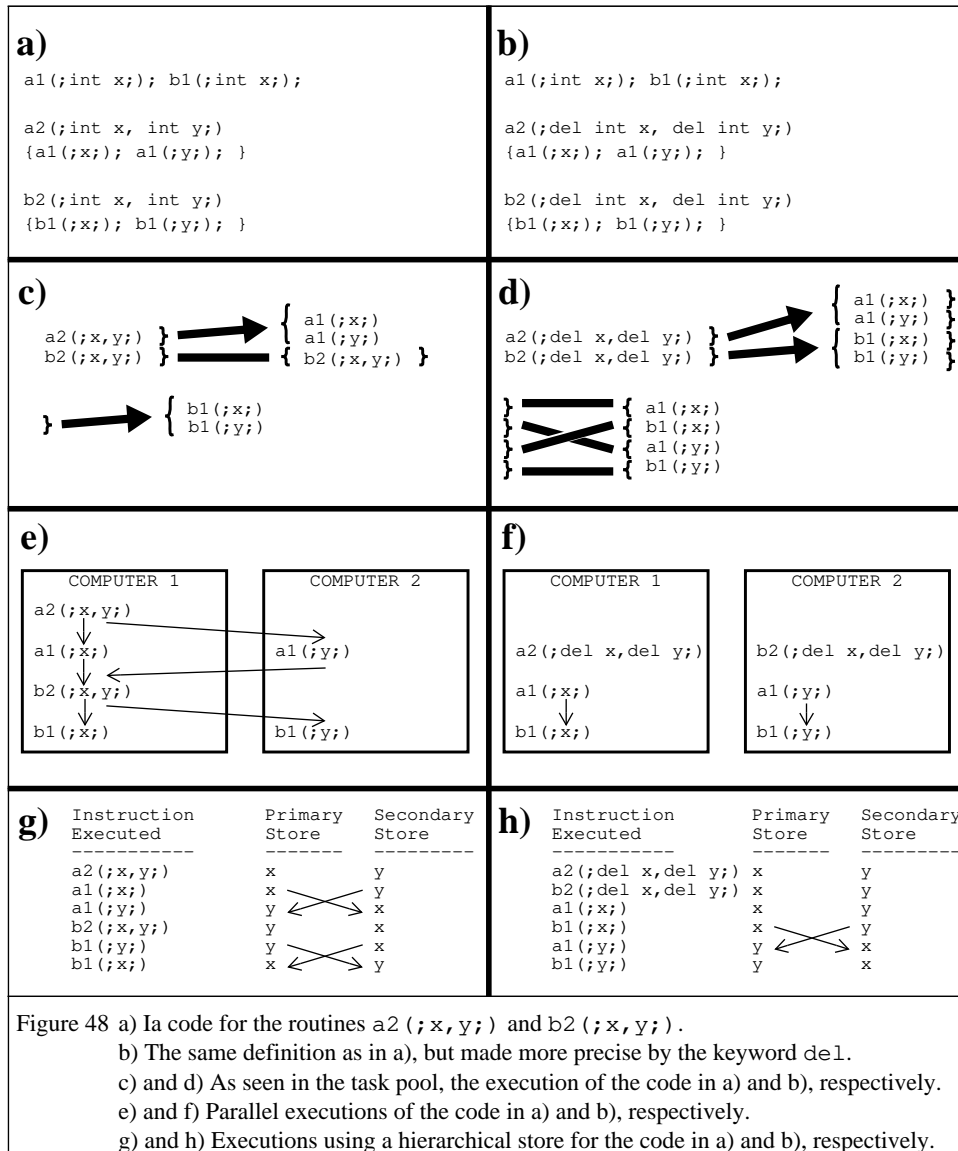 a)
a1(;int x;); b1(;int x;);
a2(;int x, int y;)
{a1(;x;); a1(;y;); }
b2(;int x, int y;)
{b1(;x;); b1(;y;); }
b)
a1(;int x;); b1(;int x;);
a2(;del int x, del int y;)
{a1(;x;); a1(;y;); }
b2(;del int x, del int y;)
{b1(;x;); b1(;y;); }
c)
a2(;x,y;) } { a1(;x;)
a1(;y;)
b2(;x,y;) } { b2(;x,y;) }
} { b1(;x;)
b1(;y;)
d)
a2(;del x,del y;) } { a1(;x;) }
a1(;y;) }
b2(;del x,del y;) } { b1(;x;) }
b1(;y;) }
} { a1(;x;)
} { b1(;x;)
} { a1(;y;)
} { b1(;y;)
e)
COMPUTER 1 COMPUTER 2
a2(;x,y;)
a1(;x;) a1(;y;)
b2(;x,y;)
b1(;x;) b1(;y;)
f)
COMPUTER 1 COMPUTER 2
a2(;del x,del y;) b2(;del x,del y;)
a1(;x;) a1(;y;)
b1(;x;) b1(;y;)
g)
Instruction Primary Secondary
Executed Store Store
----------- ------- ---------
a2(;x,y;) x y
a1(;x;) x y
a1(;y;) y x
b2(;x,y;) y x
b1(;y;) y x
b1(;x;) x y
h)
Instruction Primary Secondary
Executed Store Store
----------- ------- ---------
a2(;del x,del y;) x y
b2(;del x,del y;) x y
a1(;x;) x y
b1(;x;) x y
a1(;y;) y x
b1(;y;) y x
Figure 48 a) Ia code for the routines a2(;x,y;) and b2(;x,y;).
b) The same definition as in a), but made more precise by the keyword del.
c) and d) As seen in the task pool, the execution of the code in a) and b), respectively.
e) and f) Parallel executions of the code in a) and b), respectively.
g) and h) Executions using a hierarchical store for the code in a) and b), respectively.